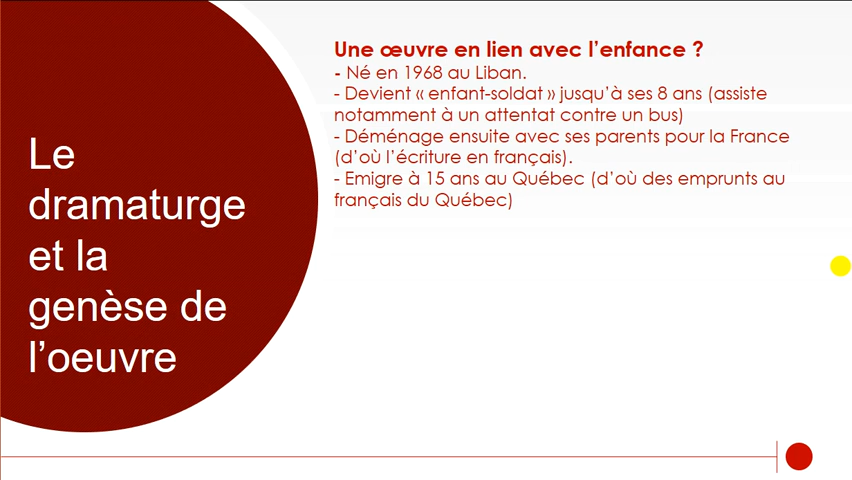 Le
dramaturge
et la
genèse de
l’oeuvre
Une œuvre en lien avec l’enfance ?
- Né en 1968 au Liban.
- Devient « enfant-soldat » jusqu’à ses 8 ans (assiste
notamment à un attentat contre un bus)
- Déménage ensuite avec ses parents pour la France
(d’où l’écriture en français).
- Emigre à 15 ans au Québec (d’où des emprunts au
français du Québec)